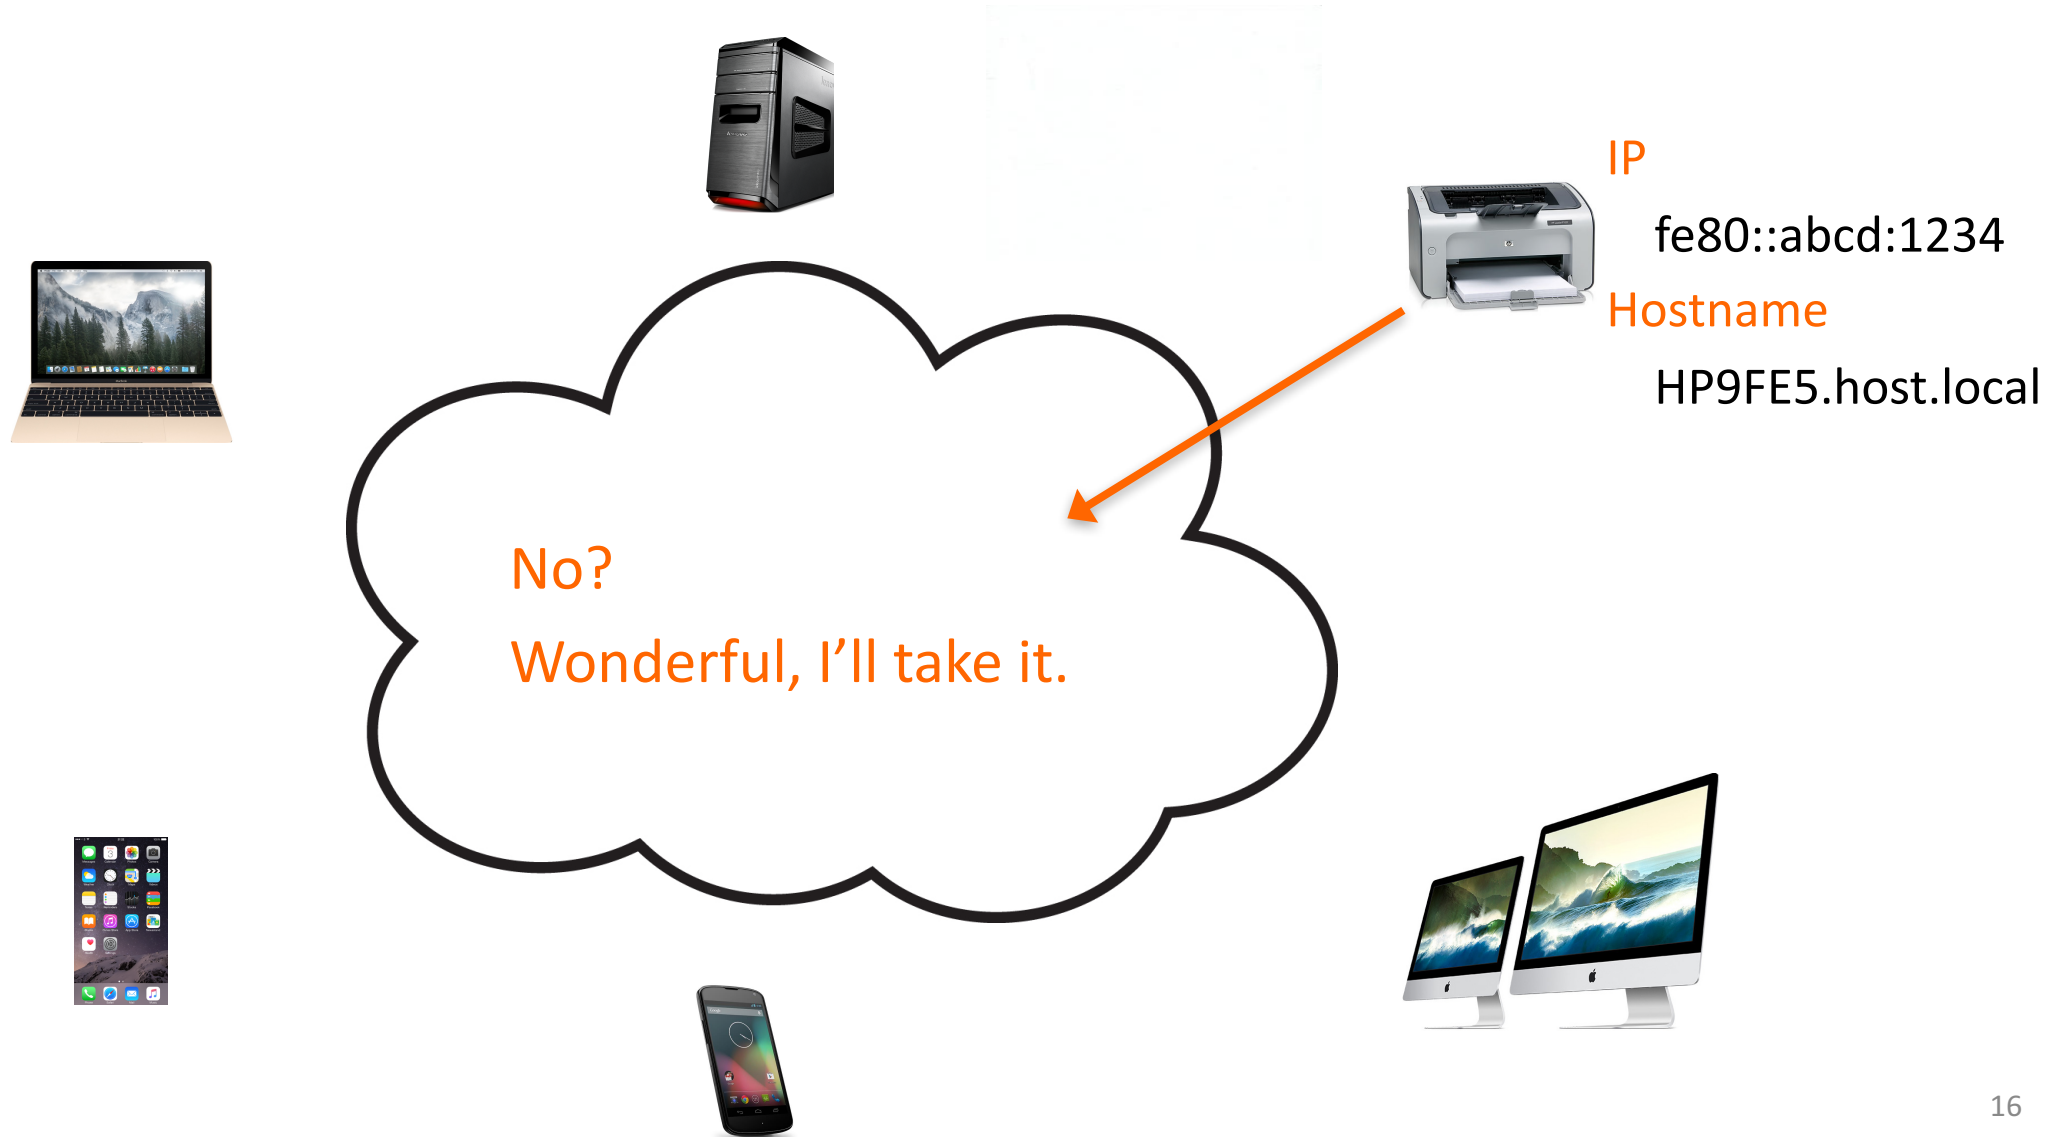 IP
fe80::abcd:1234
Hostname
HP9FE5.host.local
No?
Wonderful, I’ll take it.
16